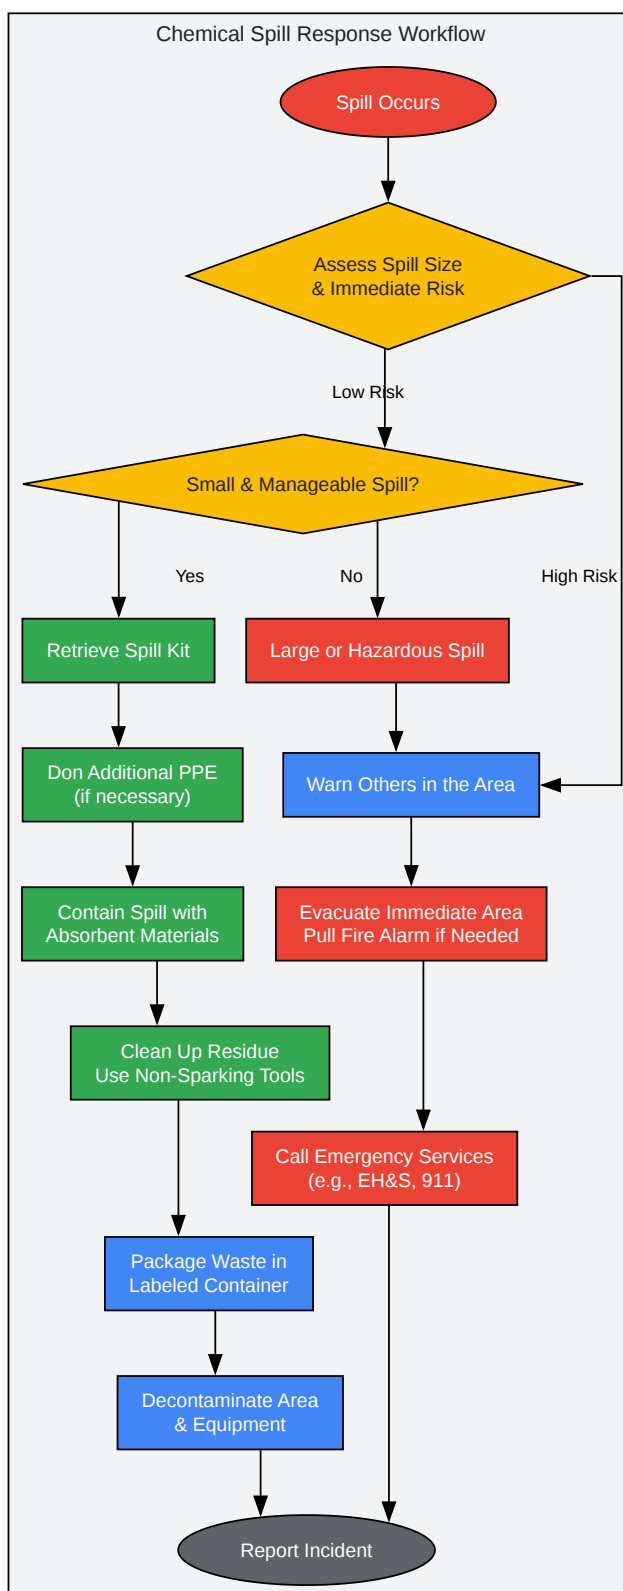 Chemical Spill Response Workflow
Spill Occurs
Assess Spill Size
& Immediate Risk
Low Risk
Small & Manageable Spill?
Yes
No
High Risk
Retrieve Spill Kit
Large or Hazardous Spill
Don Additional PPE
(if necessary)
Warn Others in the Area
Contain Spill with
Absorbent Materials
Evacuate Immediate Area
Pull Fire Alarm if Needed
Clean Up Residue
Use Non-Sparking Tools
Call Emergency Services
(e.g., EH&S, 911)
Package Waste in
Labeled Container
Decontaminate Area
& Equipment
Report Incident